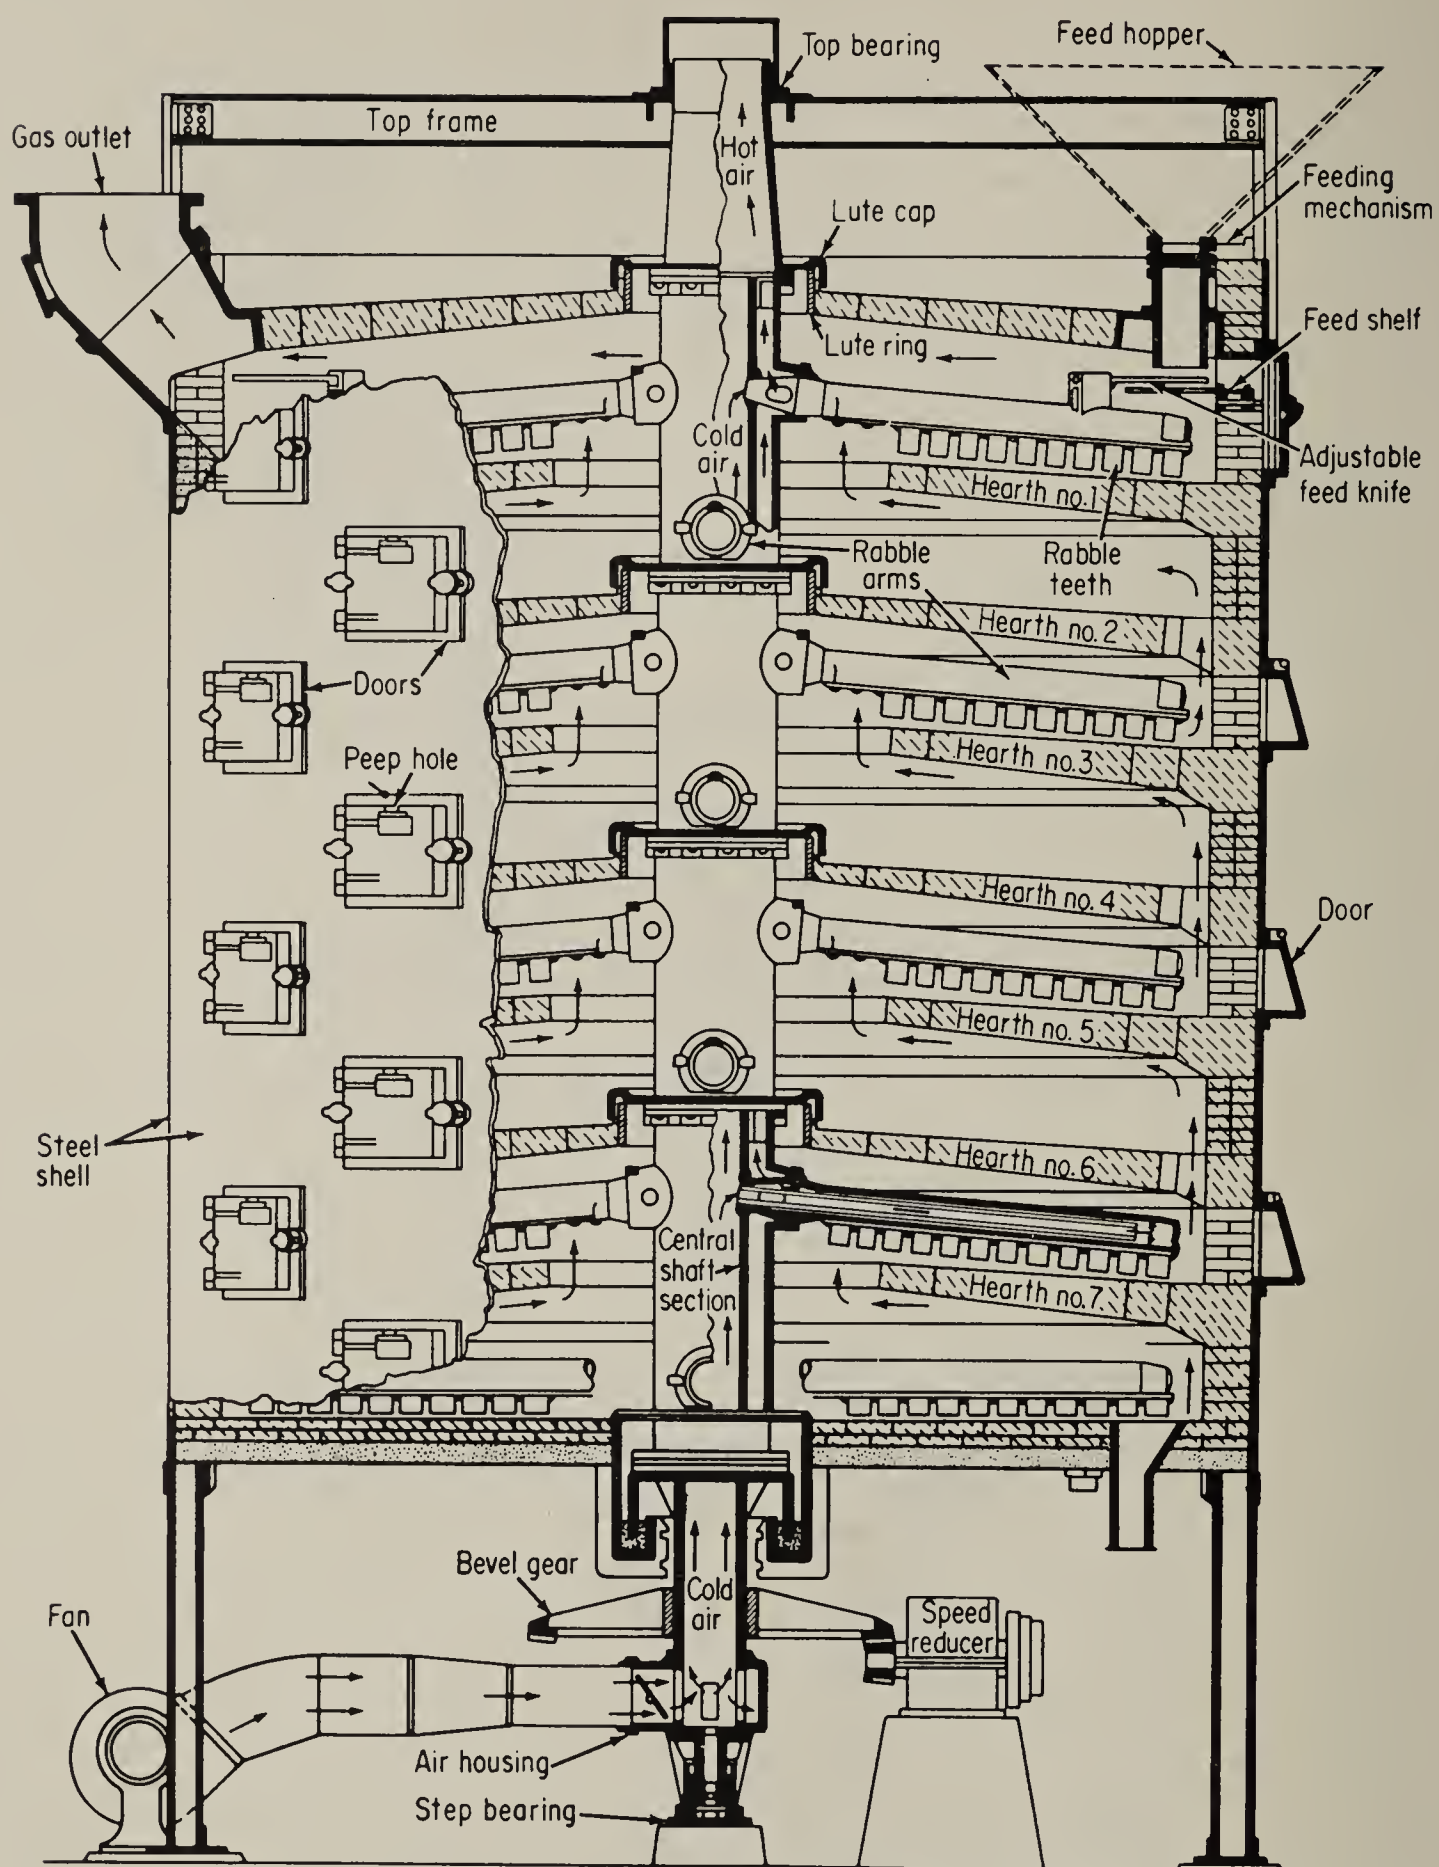 Feed hopper
Top bearing
Top frame
Gas outlet
Hot
air
Feeding
mechanism
Lute cap
Feed shelf
Lute ring
Cold
air
Adjustable
feed knife
Hearth no.1
Rabble
arms
Rabble
teeth
Hearth no. 2
Doors
Hearth no.3
Peep hole
Hearth no. 4
Door
Hearth no. 5
Steel
shell
Hearth no.6
Central
shaft
section
Hearth no.7
Bevel gear
Cold
air
Fan
Speed
reducer
Air housing
Step bearing